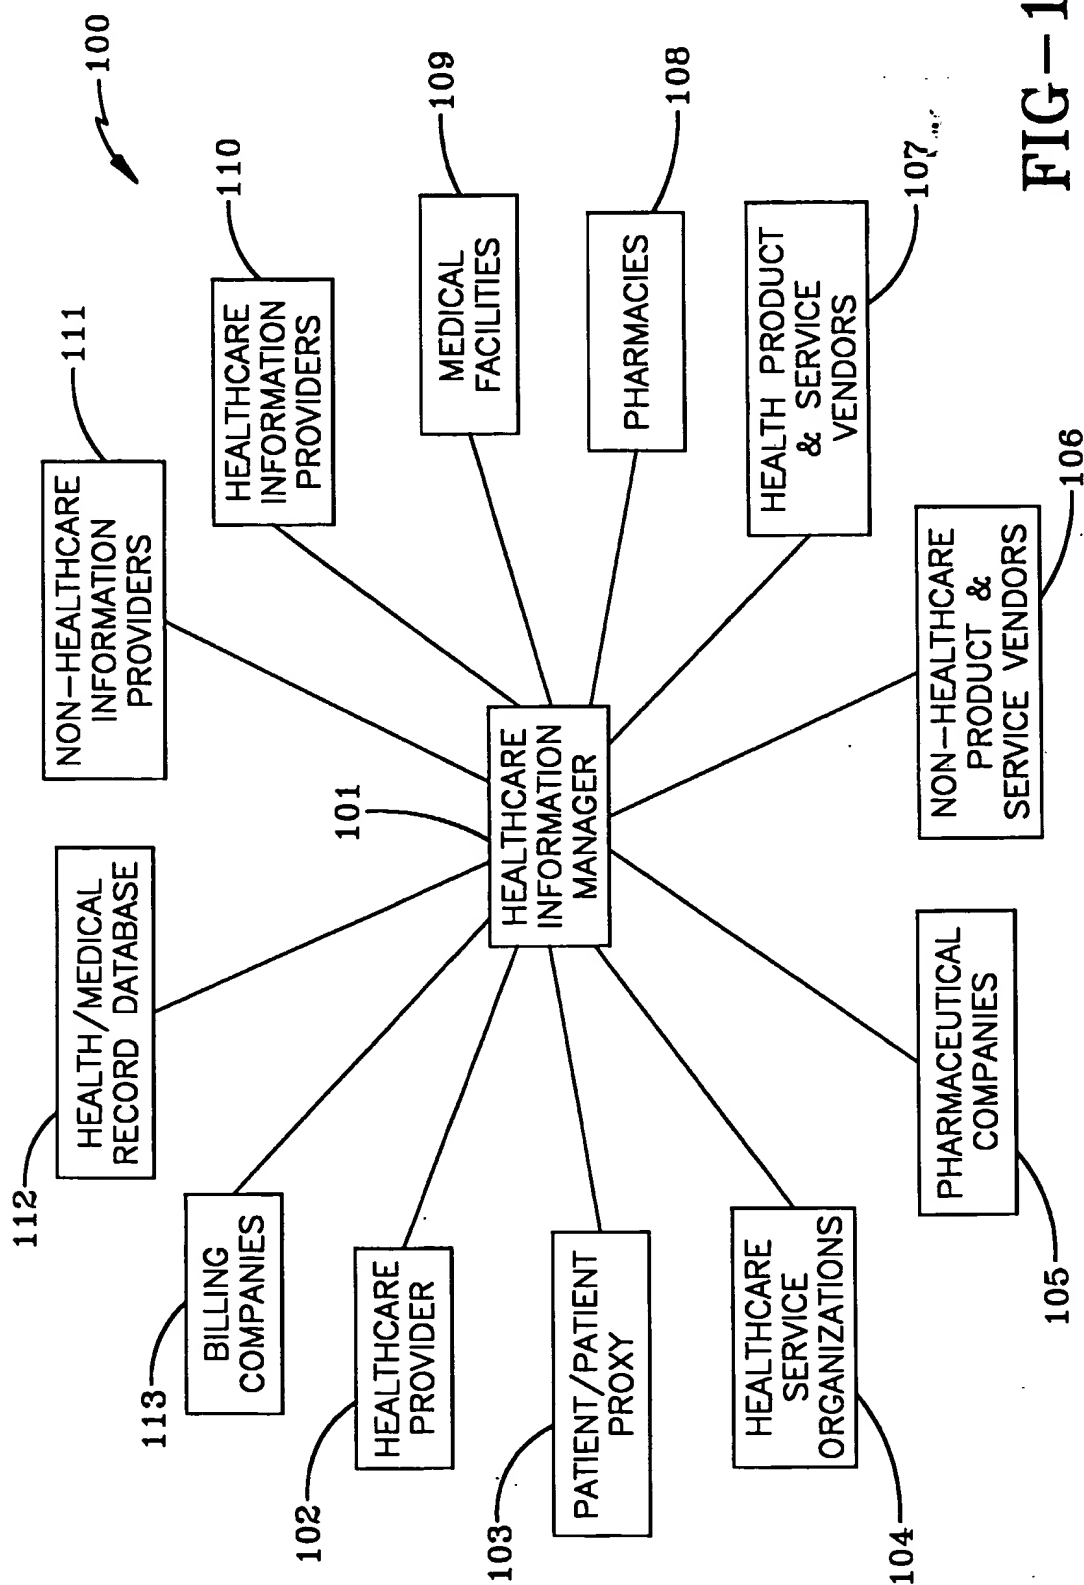 100
112
HEALTH/MEDICAL
RECORD DATABASE
111
NON-HEALTHCARE
INFORMATION
PROVIDERS
113
BILLING
COMPANIES
110
HEALTHCARE
INFORMATION
PROVIDERS
102
HEALTHCARE
PROVIDER
101
HEALTHCARE
INFORMATION
MANAGER
109
MEDICAL
FACILITIES
103
PATIENT/PATIENT
PROXY
108
PHARMACIES
104
HEALTHCARE
SERVICE
ORGANIZATIONS
107
HEALTH PRODUCT
& SERVICE
VENDORS
105
PHARMACEUTICAL
COMPANIES
106
NON-HEALTHCARE
PRODUCT &
SERVICE VENDORS
FIG-1